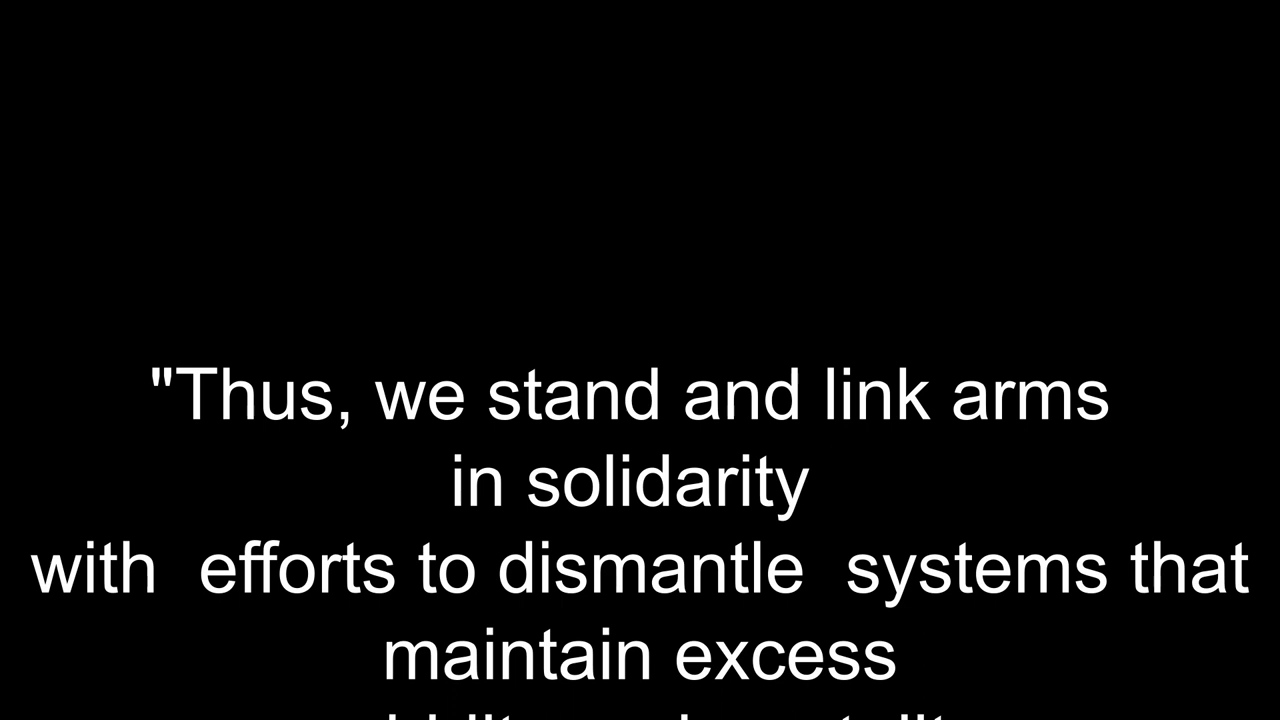 "Thus, we stand and link arms
in solidarity
with  efforts to dismantle  systems that
maintain excess